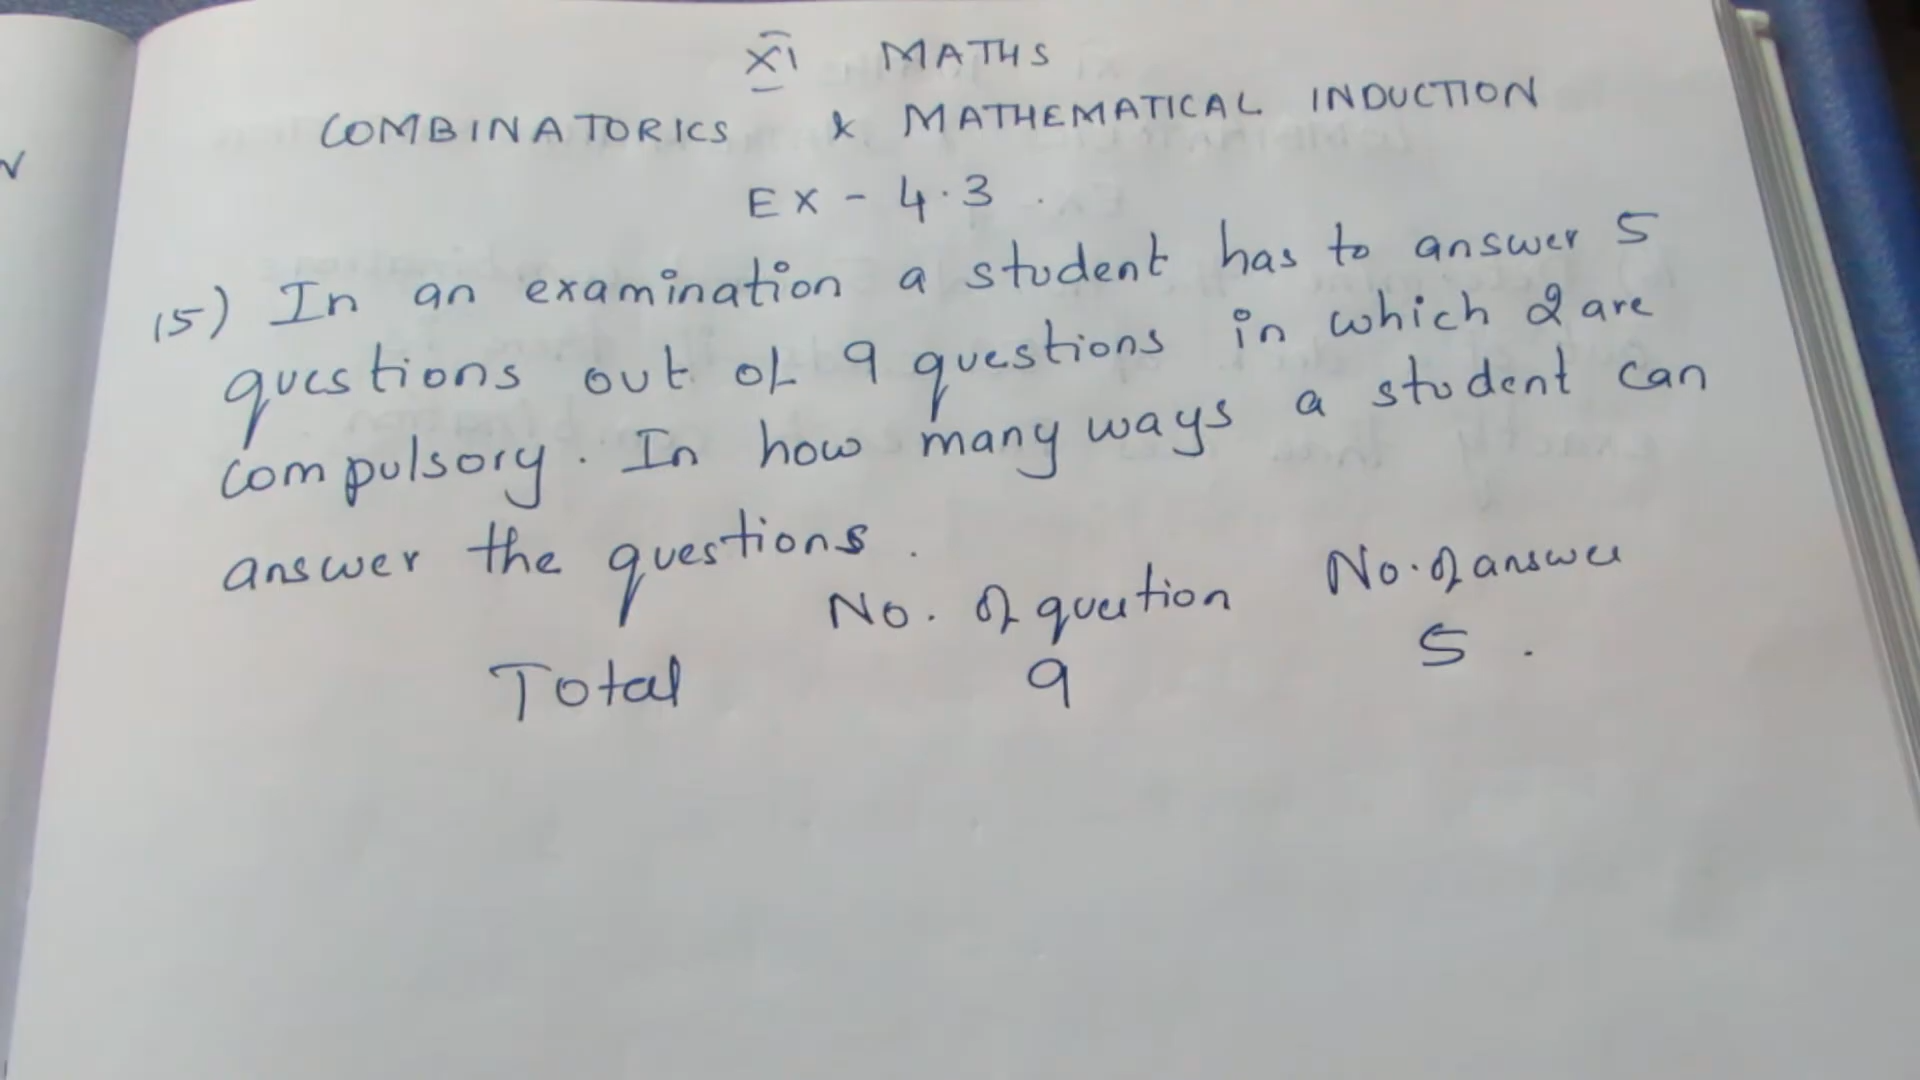 XI MATHS
COMBINATORICS & MATHEMATICAL INDUCTION
EX - 4.3.
15) In an examination a student has to answer 5
questions out of 9 questions in which 2 are
compulsory. In how many ways a student can
answer the questions.
No. of question No. of answer
Total 9 5.